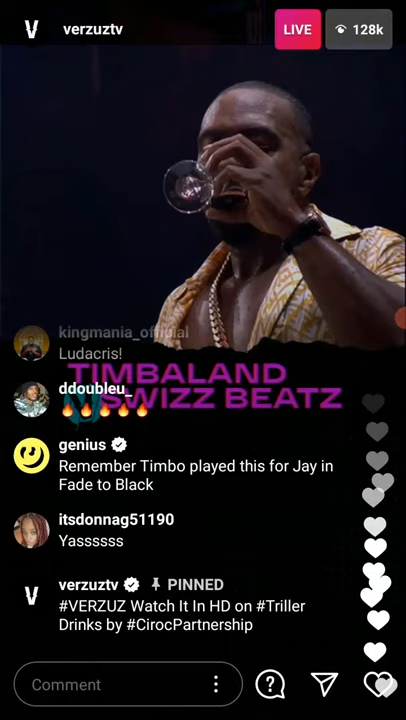 verzuztv
LIVE
128k
kingmania_official
Ludacris!
TIMBALAND
ddoubleu_
SWIZZ BEATZ
genius
Remember Timbo played this for Jay in
Fade to Black
itsdonnag51190
Yassssss
verzuztv PINNED
#VERZUZ Watch It In HD on #Triller
Drinks by #CirocPartnership
Comment